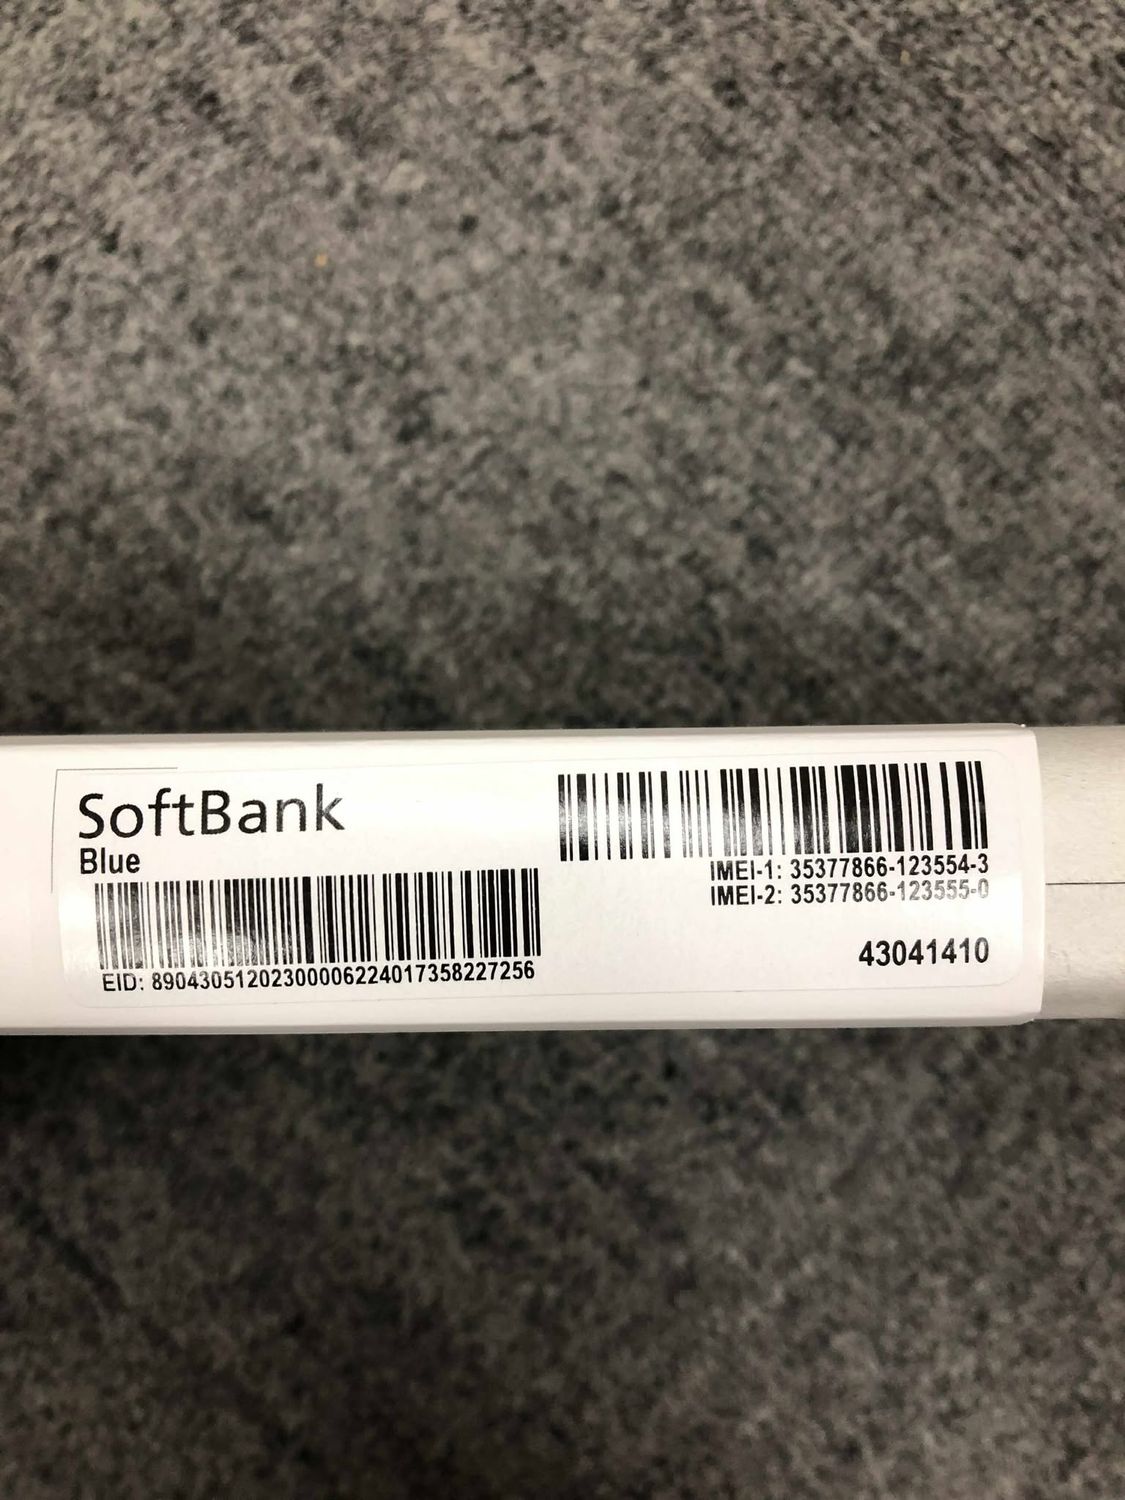 SoftBank
Blue
EID: 89043051202300006224017358227256
IMEI-1: 35377866-123554-3
IMEI-2: 35377866-123555-0
43041410